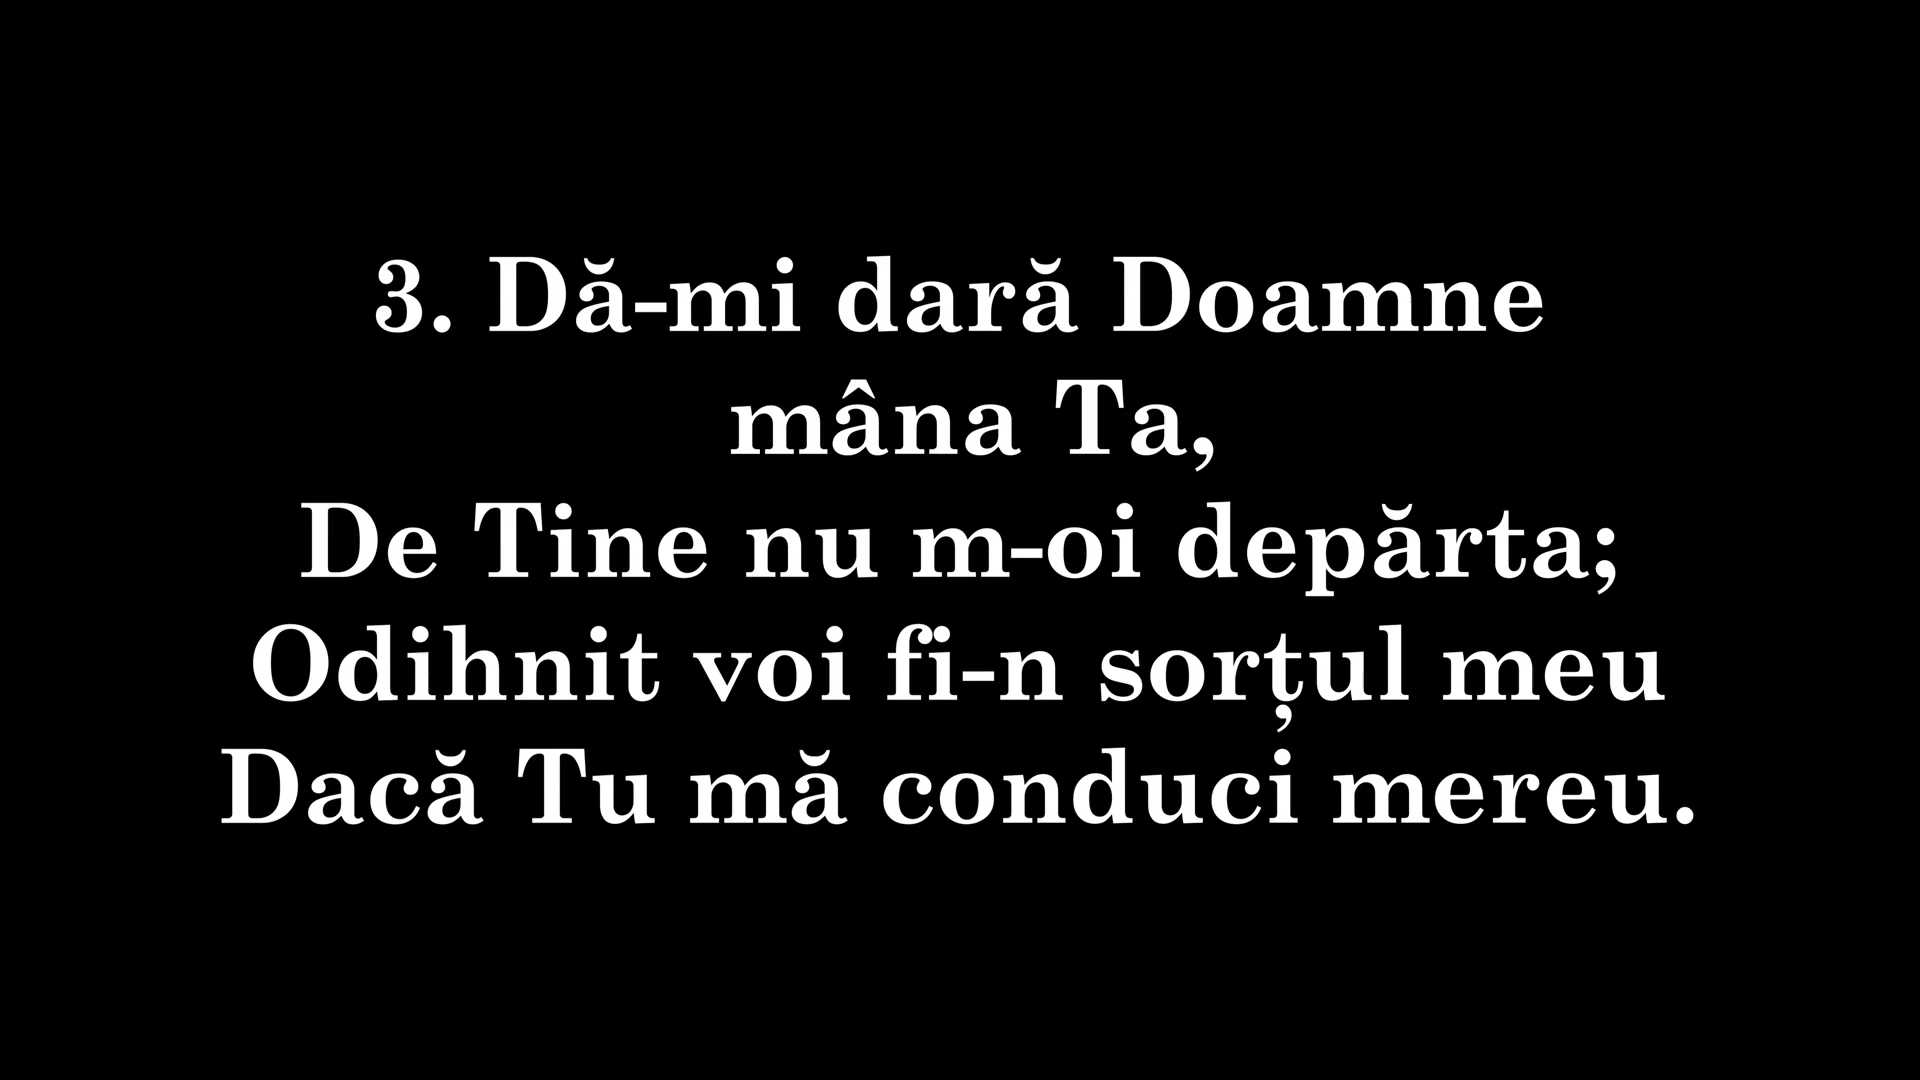 3. Dă-mi dară Doamne
mâna Ta,
De Tine nu m-oi depărta;
Odihnit voi fi-n sorțul meu
Dacă Tu mă conduci mereu.